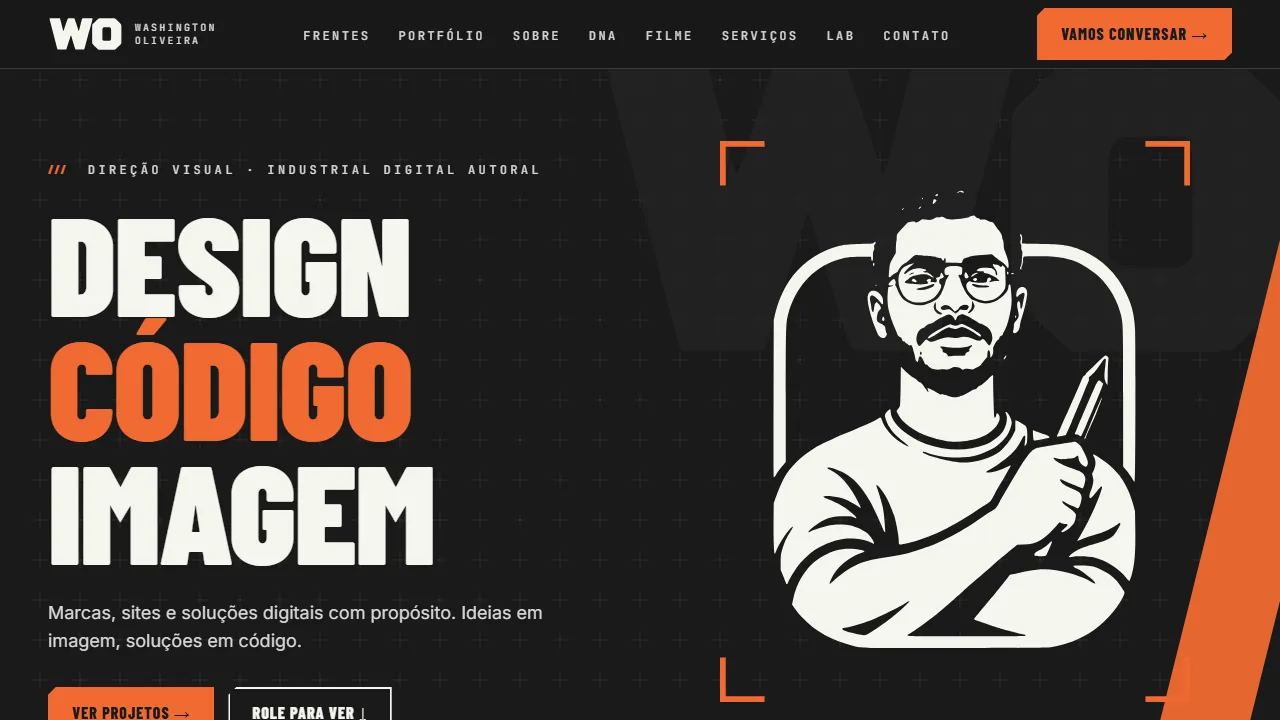 WO
WASHINGTON
OLIVEIRA
FRENTES PORTFÓLIO SOBRE DNA FILME SERVIÇOS LAB CONTATO
VAMOS CONVERSAR →
/// DIREÇÃO VISUAL · INDUSTRIAL DIGITAL AUTORAL
WO
DESIGN
CÓDIGO
IMAGEM
Marcas, sites e soluções digitais com propósito. Ideias em
imagem, soluções em código.
VER PROJETOS →
ROLE PARA VER ↓